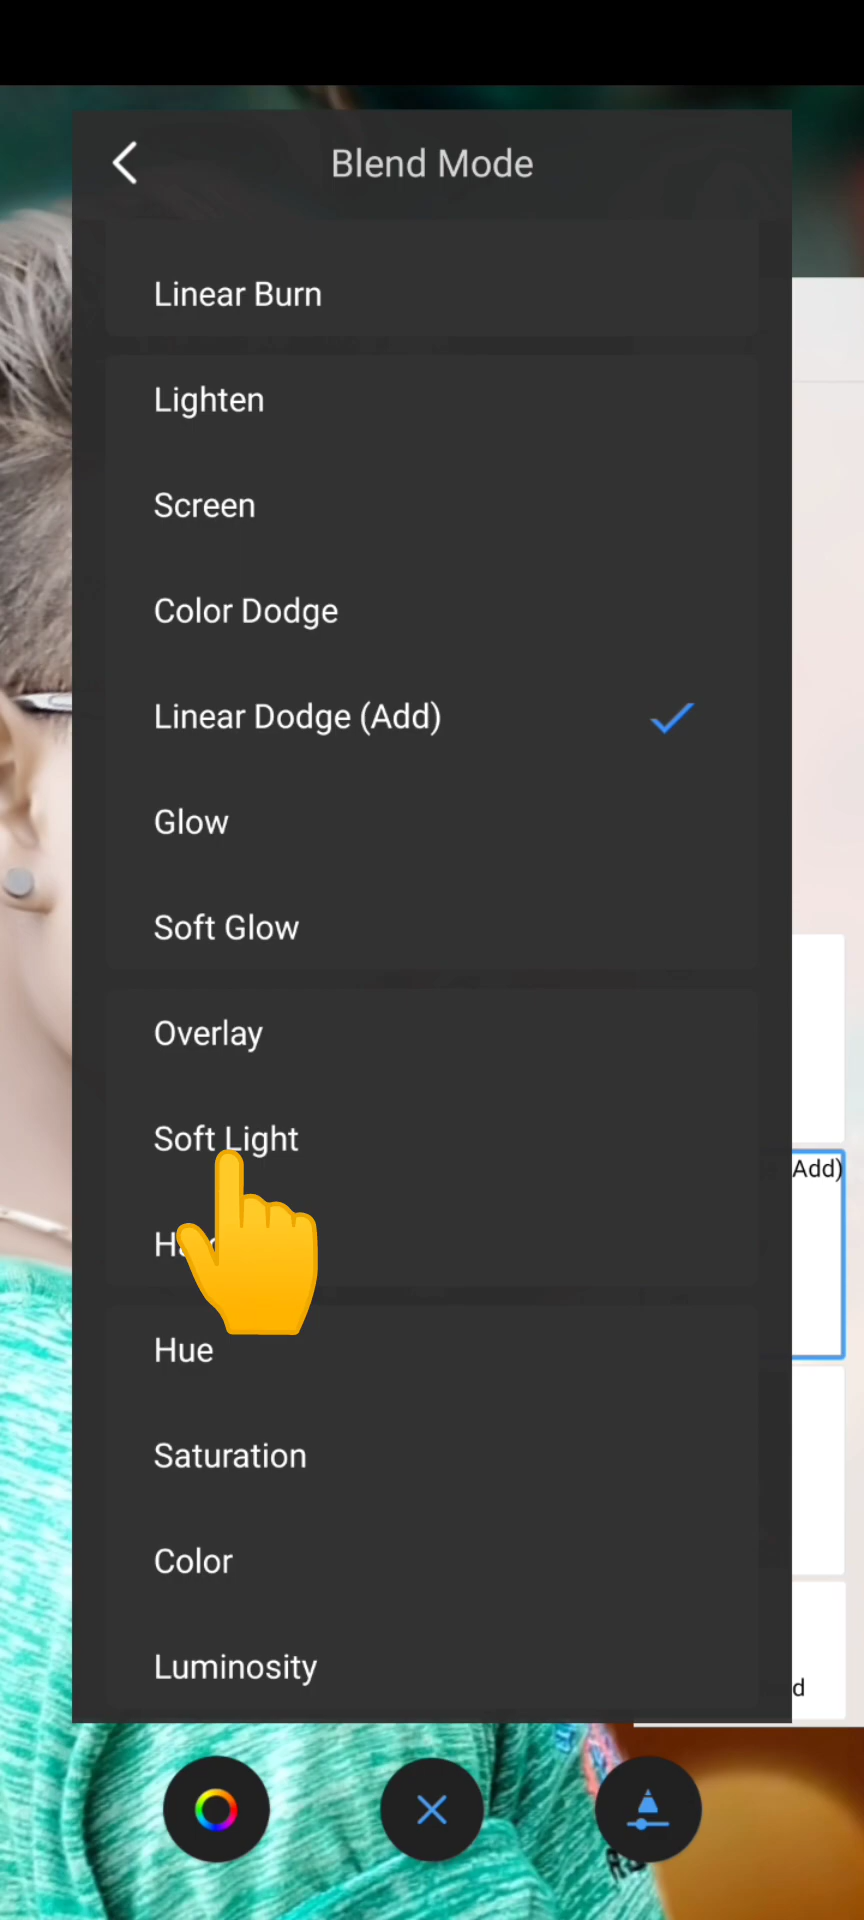 Blend Mode
Linear Burn
Lighten
Screen
Color Dodge
Linear Dodge (Add)
Glow
Soft Glow
Overlay
Soft Light
Add)
Hue
Saturation
Color
Luminosity
d